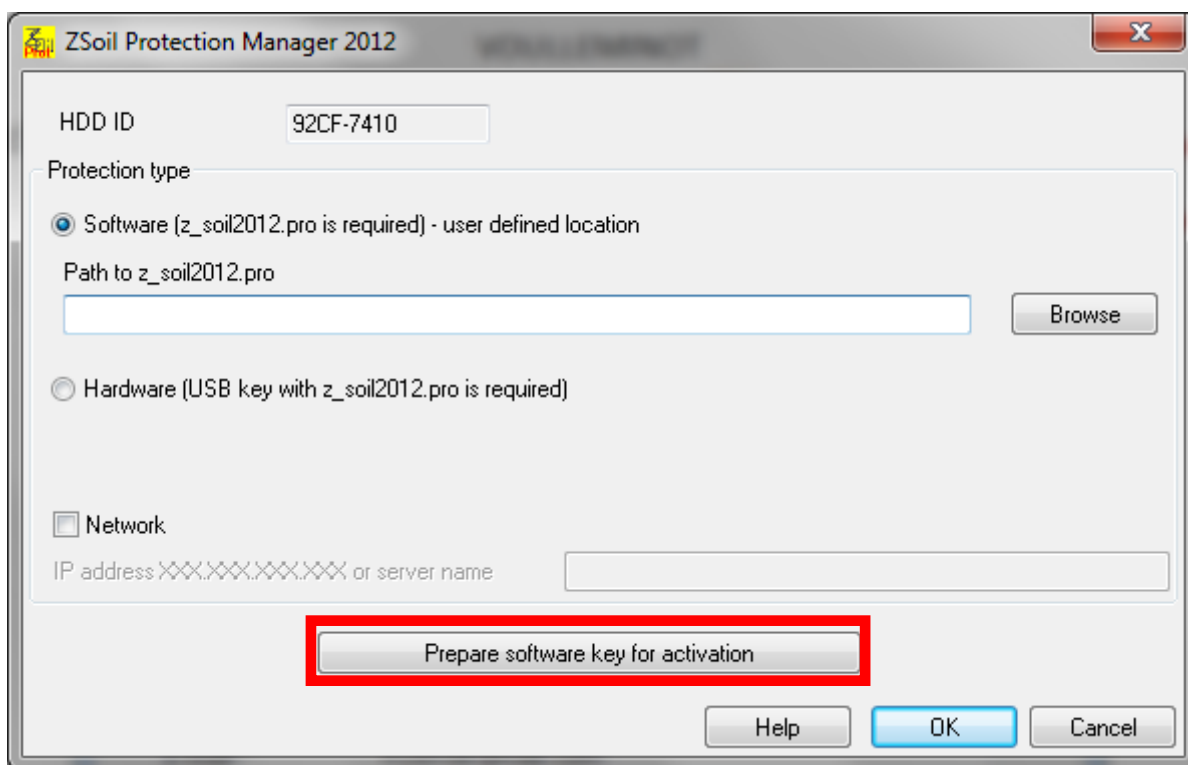 ZSoil Protection Manager 2012
HDD ID 92CF-7410
Protection type
Software (z_soil2012.pro is required) - user defined location
Path to z_soil2012.pro
Browse
Hardware (USB key with z_soil2012.pro is required)
Network
IP address XXX.XXX.XXX.XXX or server name
Prepare software key for activation
Help OK Cancel